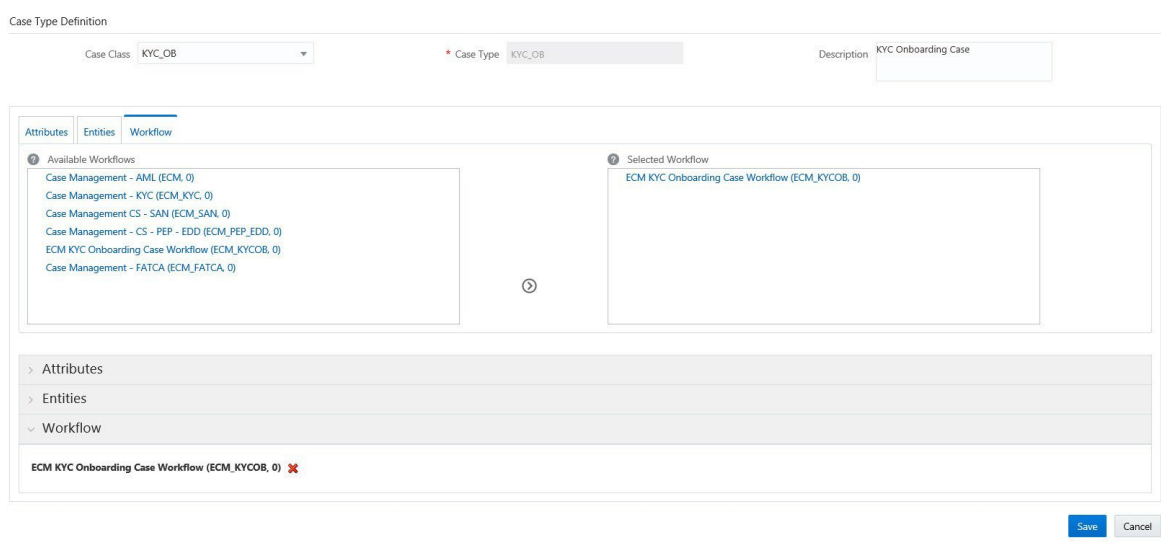 Case Type Definition
Case Class KYC_OB * Case Type KYC_OB Description KYC Onboarding Case
Attributes Entities Workflow
Available Workflows Selected Workflow
Case Management - AML (ECM, 0) ECM KYC Onboarding Case Workflow (ECM_KYCOB, 0)
Case Management - KYC (ECM_KYC, 0)
Case Management CS - SAN (ECM_SAN, 0)
Case Management - CS - PEP - EDD (ECM_PEP_EDD, 0)
ECM KYC Onboarding Case Workflow (ECM_KYCOB, 0)
Case Management - FATCA (ECM_FATCA, 0)
Attributes
Entities
Workflow
ECM KYC Onboarding Case Workflow (ECM_KYCOB, 0)
Save Cancel